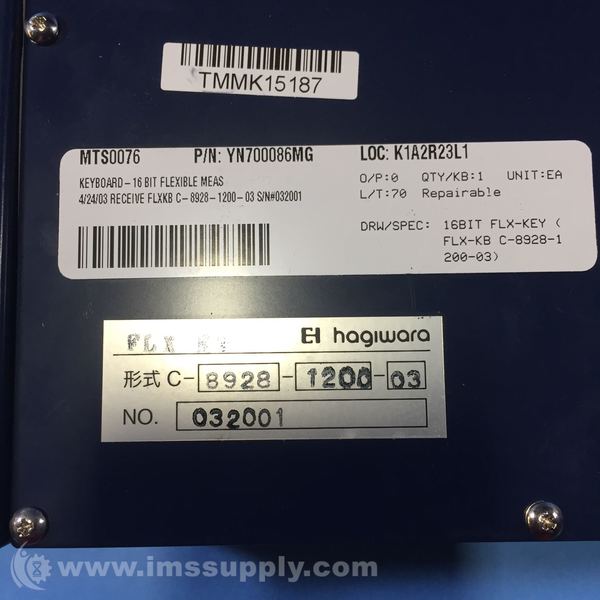 TMMK15187
MTS0076 P/N: YN700086MG LOC: K1A2R23L1
KEYBOARD-16 BIT FLEXIBLE MEAS O/P:0 QTY/KB:1 UNIT:EA
4/24/03 RECEIVE FLXKB C-8928-1200-03 S/N#032001 L/T:70 Repairable
DRW/SPEC: 16BIT FLX-KEY (
FLX-KB C-8928-1
200-03)
FLX hagiwara
形式 C-8928-1200-03
NO. 032001
www.imssupply.com